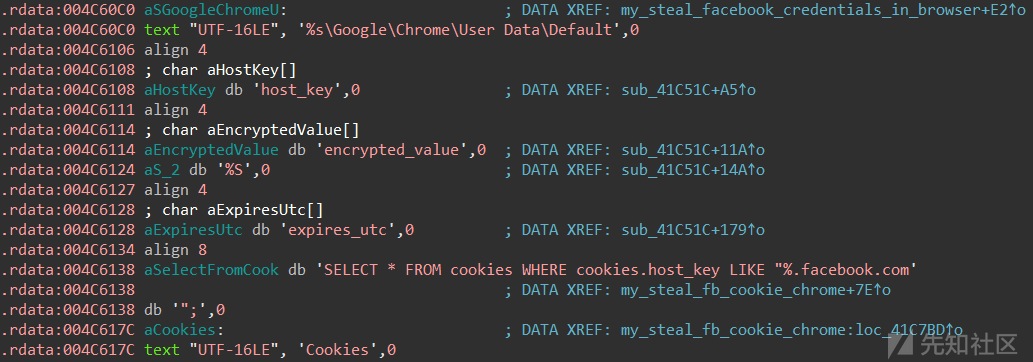 .rdata:004C60C0 aSGoogleChromeU: ; DATA XREF: my_steal_facebook_credentials_in_browser+E2↑o
.rdata:004C60C0 text "UTF-16LE", '%s\Google\Chrome\User Data\Default',0
.rdata:004C6106 align 4
.rdata:004C6108 ; char aHostKey[]
.rdata:004C6108 aHostKey db 'host_key',0 ; DATA XREF: sub_41C51C+A5↑o
.rdata:004C6111 align 4
.rdata:004C6114 ; char aEncryptedValue[]
.rdata:004C6114 aEncryptedValue db 'encrypted_value',0 ; DATA XREF: sub_41C51C+11A↑o
.rdata:004C6124 aS_2 db '%S',0 ; DATA XREF: sub_41C51C+14A↑o
.rdata:004C6127 align 4
.rdata:004C6128 ; char aExpiresUtc[]
.rdata:004C6128 aExpiresUtc db 'expires_utc',0 ; DATA XREF: sub_41C51C+179↑o
.rdata:004C6134 align 8
.rdata:004C6138 aSelectFromCook db 'SELECT * FROM cookies WHERE cookies.host_key LIKE "%.facebook.com'
.rdata:004C6138 ; DATA XREF: my_steal_fb_cookie_chrome+7E↑o
.rdata:004C6138 db '";',0
.rdata:004C617C aCookies: ; DATA XREF: my_steal_fb_cookie_chrome:loc_41C7BD↑o
.rdata:004C617C text "UTF-16LE", 'Cookies',0
先知社区